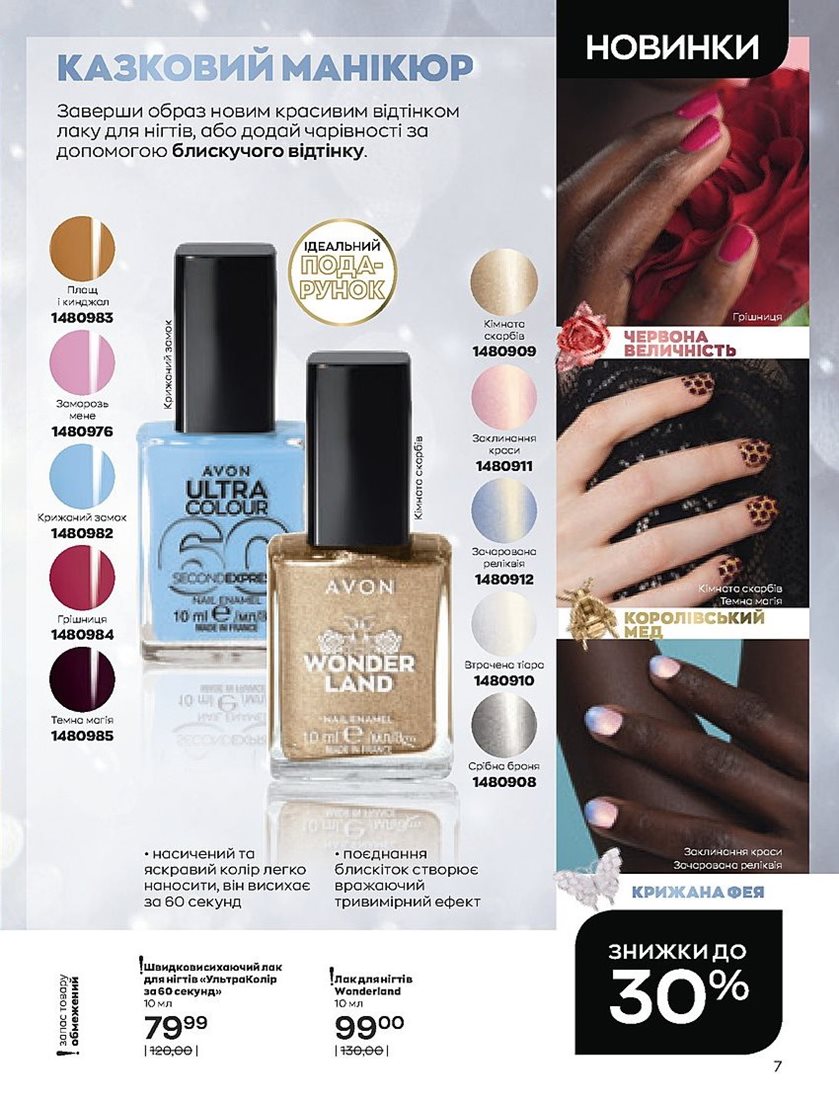 НОВИНКИ
КАЗКОВИЙ МАНІКЮР
Заверши образ новим красивим відтінком
лаку для нігтів, або додай чарівності за
допомогою блискучого відтінку.
Площ
і кинджал
1480983
Заморозь
мене
1480976
Крижаний замок
1480982
Грішниця
1480984
Темна магія
1480985
Крижаний замок
AVON
ULTRA
COLOUR
60
SECOND EXPRES
NAIL ENAMEL
10 ml e /мл/
MADE IN FRANCE
ІДЕАЛЬНИЙ
ПОДА-
РУНОК
Кімната скарбів
AVON
WONDER
LAND
NAIL ENAMEL
10 ml e /мл/
MADE IN FRANCE
Кімната
скарбів
1480909
Заклинання
краси
1480911
Зачарована
реліквія
1480912
Втрачена тіара
1480910
Срібна броня
1480908
Грішниця
ЧЕРВОНА
ВЕЛИЧНІСТЬ
Кімната скарбів
Темна магія
КОРОЛІВСЬКИЙ
МЕД
Заклинання краси
Зачарована реліквія
КРИЖАНА ФЕЯ
• насичений та
яскравий колір легко
наносити, він висихає
за 60 секунд
• поєднання
блискіток створює
вражаючий
тривимірний ефект
! запас товару
обмежений
!Швидковисихаючий лак
для нігтів «УльтраКолір
за 60 секунд»
10 мл
79⁹⁹
|120,00|
!Лак для нігтів
Wonderland
10 мл
99⁰⁰
|130,00|
ЗНИЖКИ ДО
30%
7